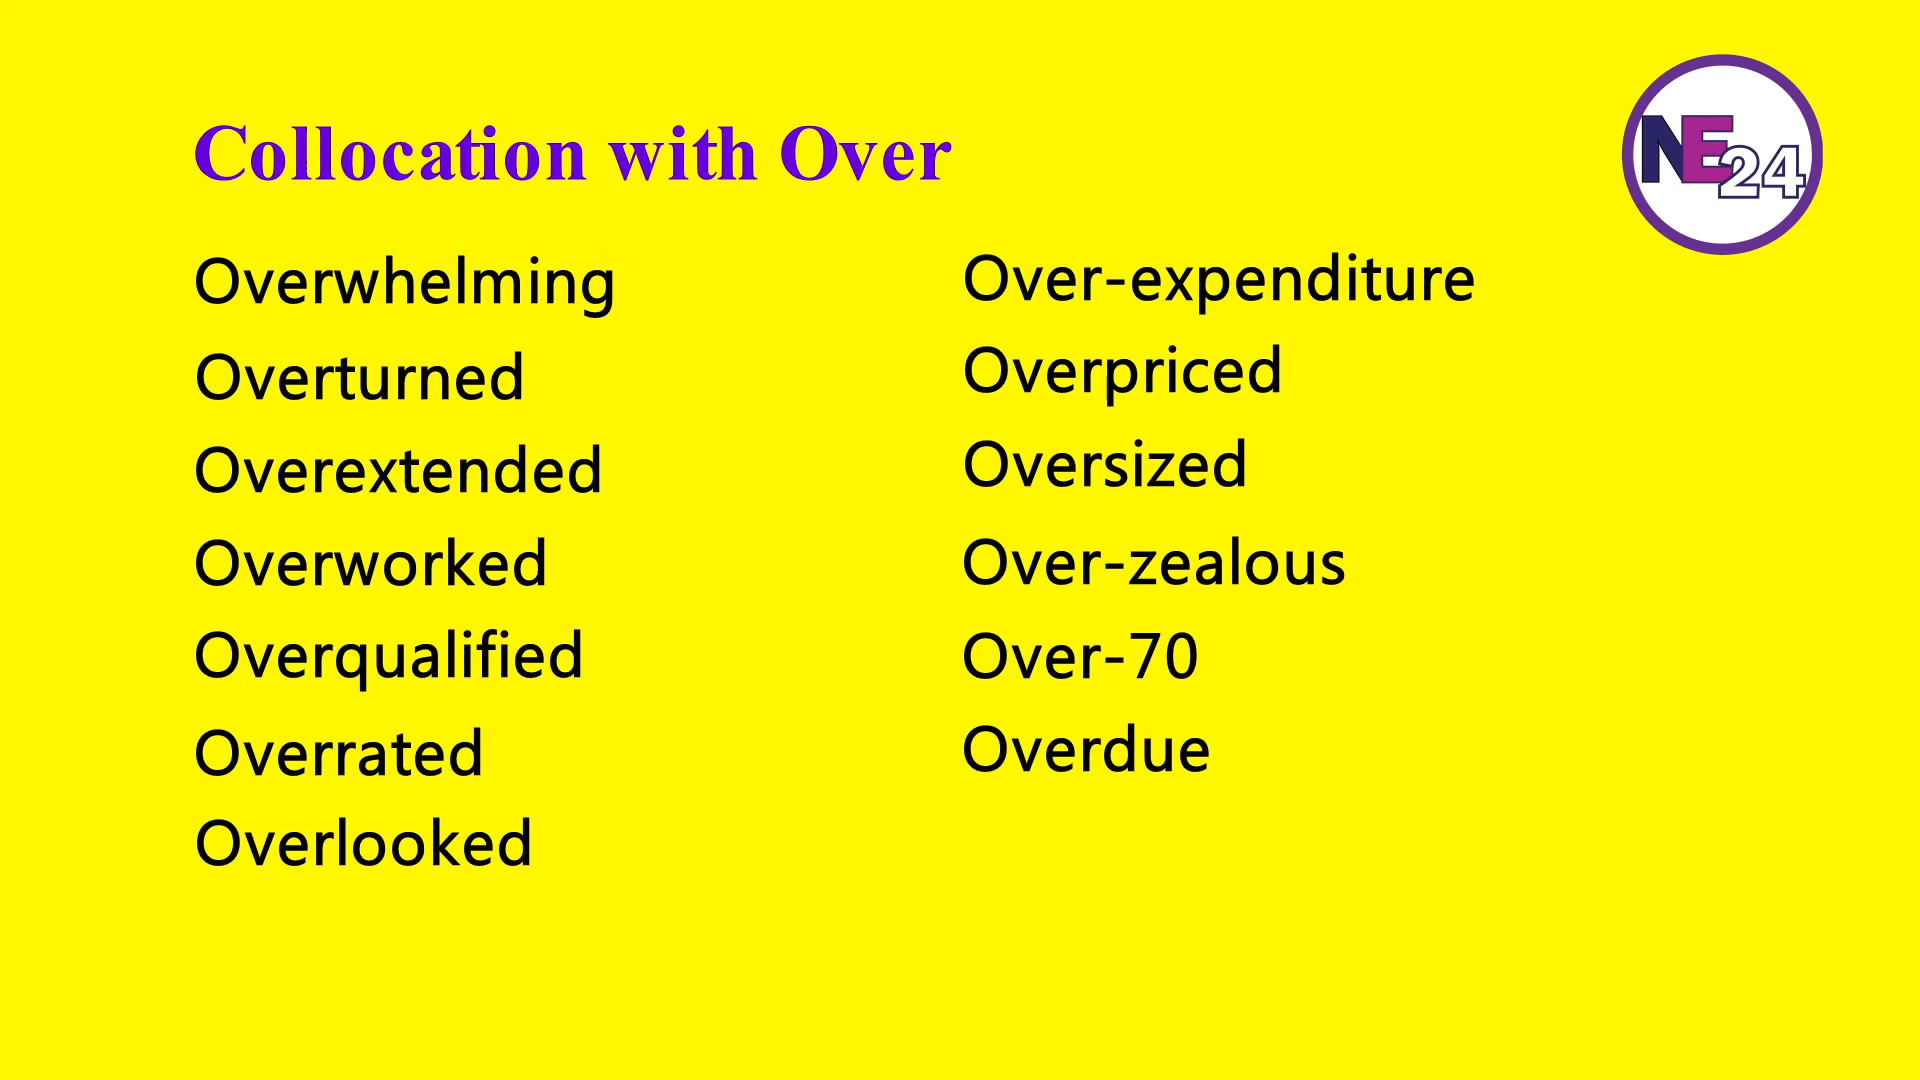 Collocation with Over
NE24
Overwhelming
Overturned
Overextended
Overworked
Overqualified
Overrated
Overlooked
Over-expenditure
Overpriced
Oversized
Over-zealous
Over-70
Overdue